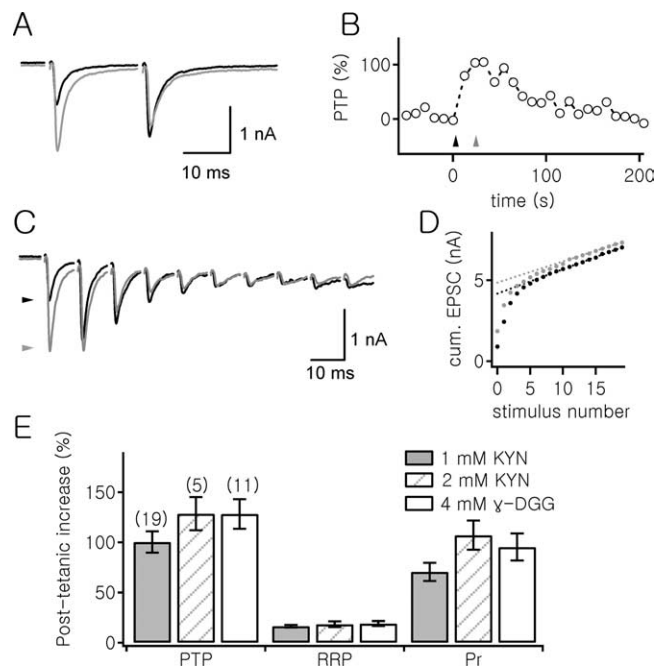 A
1 nA
10 ms
B
PTP (%)
100
0
0
100
200
time (s)
C
1 nA
10 ms
D
cum. EPSC (nA)
5
0
0
5
10
15
stimulus number
E
Post-tetanic increase (%)
150
100
50
0
(19)
(5)
(11)
1 mM KYN
2 mM KYN
4 mM ɣ-DGG
PTP
RRP
Pr